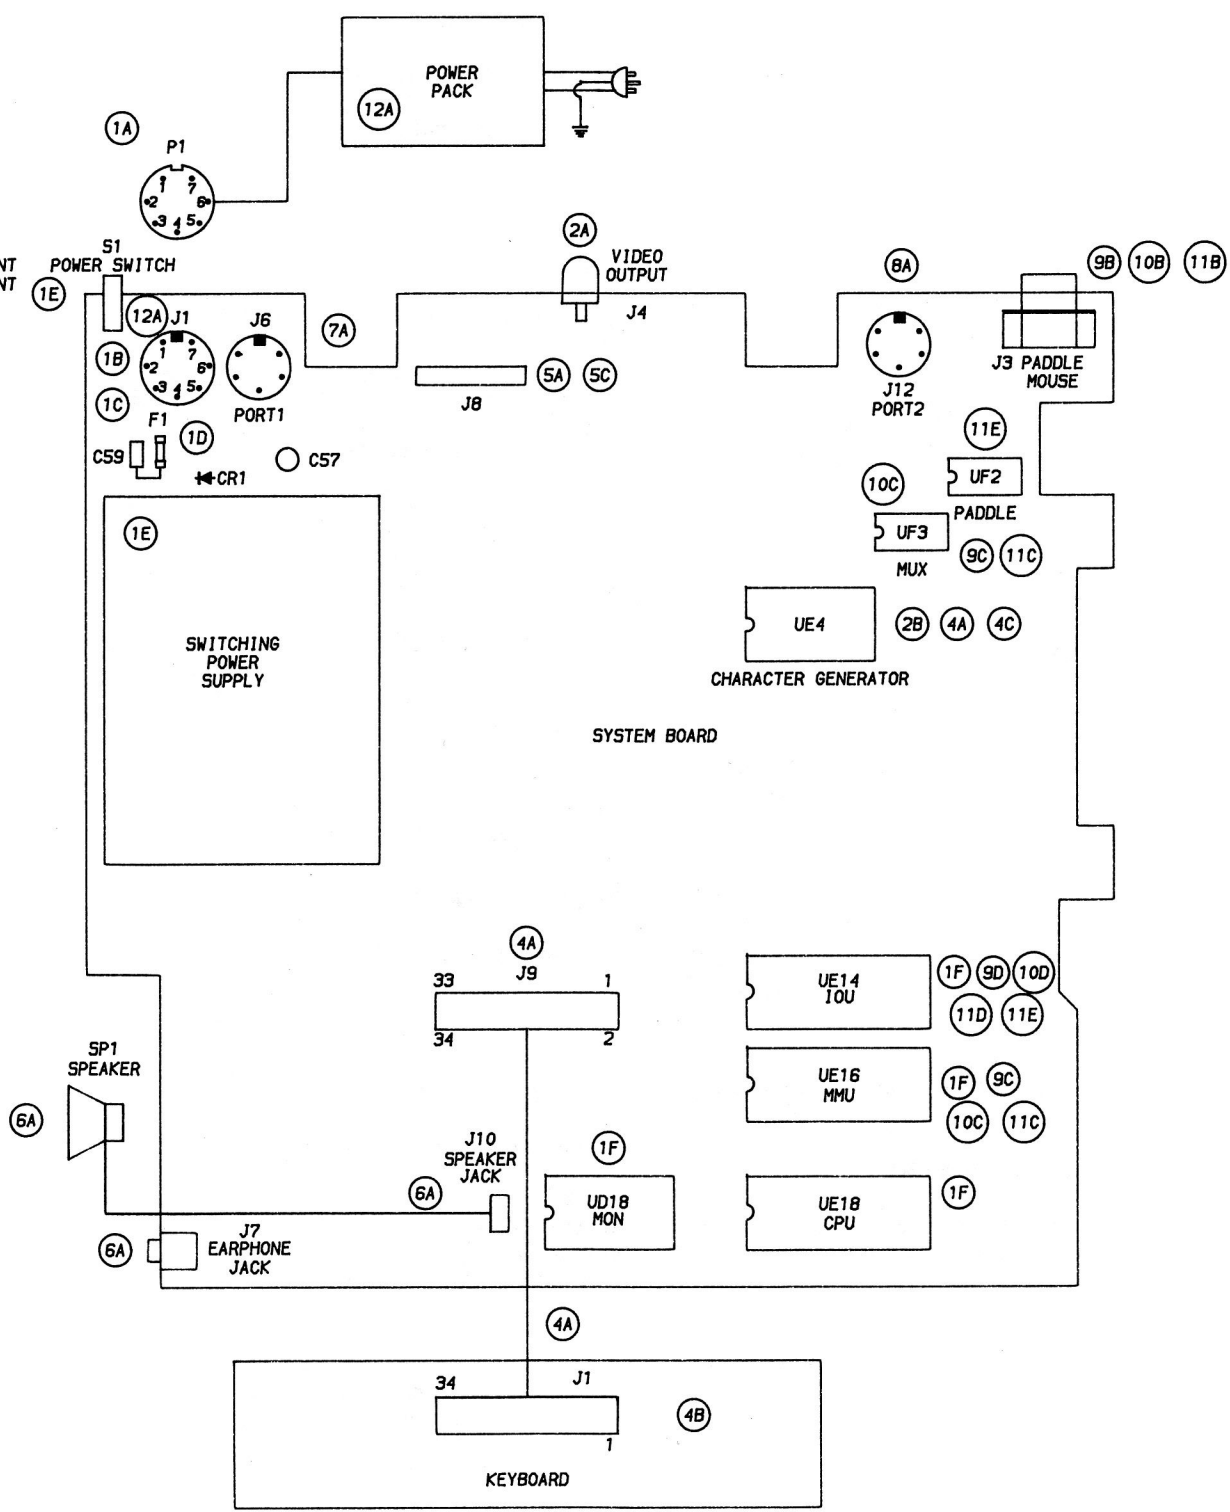 POWER
PACK
12A
1A
P1
1 7
2 6
3 4 5
S1
POWER SWITCH
NT
NT
1E
2A
VIDEO
OUTPUT
J4
8A
9B 10B 11B
12A
J1
J6
7A
1B
1 7
2 6
3 4 5
1C
F1
PORT1
5A 5C
J8
J12
PORT2
J3 PADDLE
MOUSE
1D
C59
C57
CR1
11E
UF2
PADDLE
10C
UF3
MUX
9C 11C
1E
SWITCHING
POWER
SUPPLY
UE4
2B 4A 4C
CHARACTER GENERATOR
SYSTEM BOARD
4A
33 J9 1
34 2
UE14
IOU
1F 9D 10D
11D 11E
SP1
SPEAKER
6A
UE16
MMU
1F 9C
10C 11C
J10
SPEAKER
JACK
6A
1F
UD18
MON
UE18
CPU
1F
6A
J7
EARPHONE
JACK
4A
34 J1
1
4B
KEYBOARD